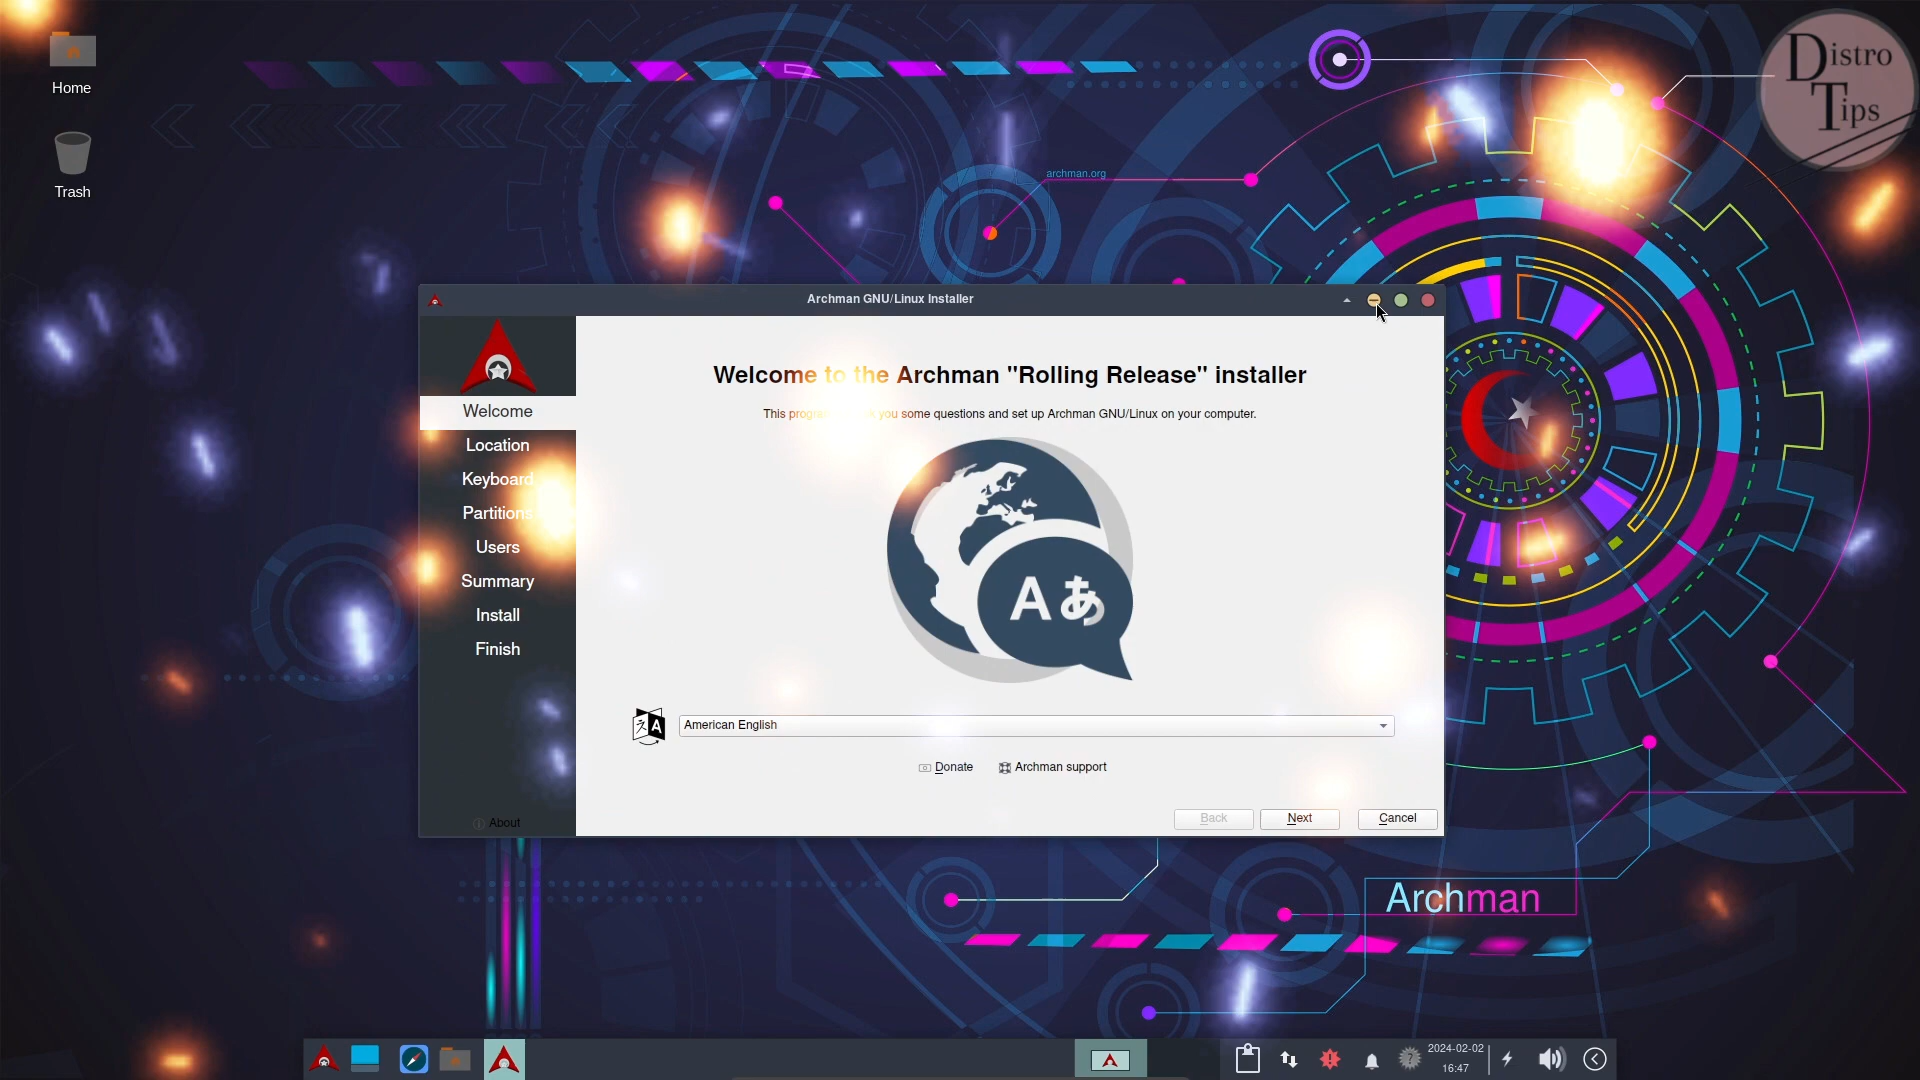 Home
Trash
Distro
Tips
archman.org
Archman GNU/Linux Installer
Welcome
Location
Keyboard
Partitions
Users
Summary
Install
Finish
About
Welcome to the Archman "Rolling Release" installer
This you some questions and set up Archman GNU/Linux on your computer.
Aあ
American English
Donate
Archman support
Back
Next
Cancel
Archman
2024-02-02
16:47